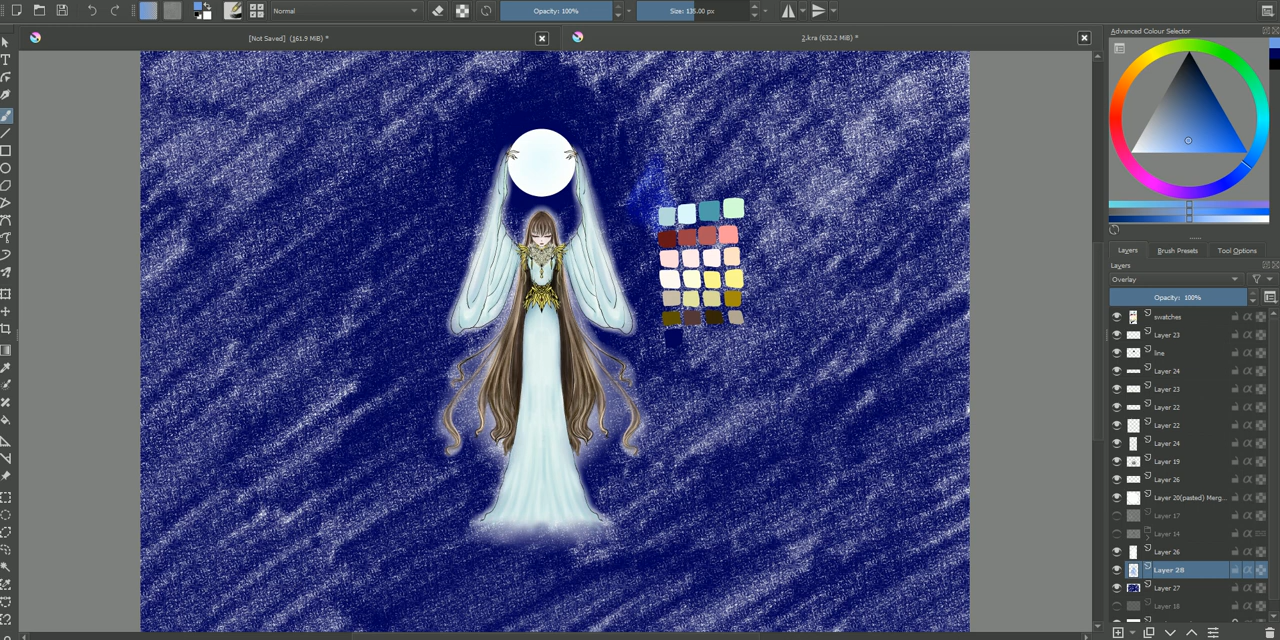 Normal
Opacity: 100%
Size: 135.00 px
[Not Saved] (161.9 MiB) *
2.kra (632.2 MiB) *
Advanced Colour Selector
Layers
Brush Presets
Tool Options
Layers
Overlay
Opacity: 100%
swatches
Layer 23
line
Layer 24
Layer 23
Layer 22
Layer 22
Layer 24
Layer 19
Layer 26
Layer 20(pasted) Merg...
Layer 17
Layer 14
Layer 26
Layer 28
Layer 27
Layer 18